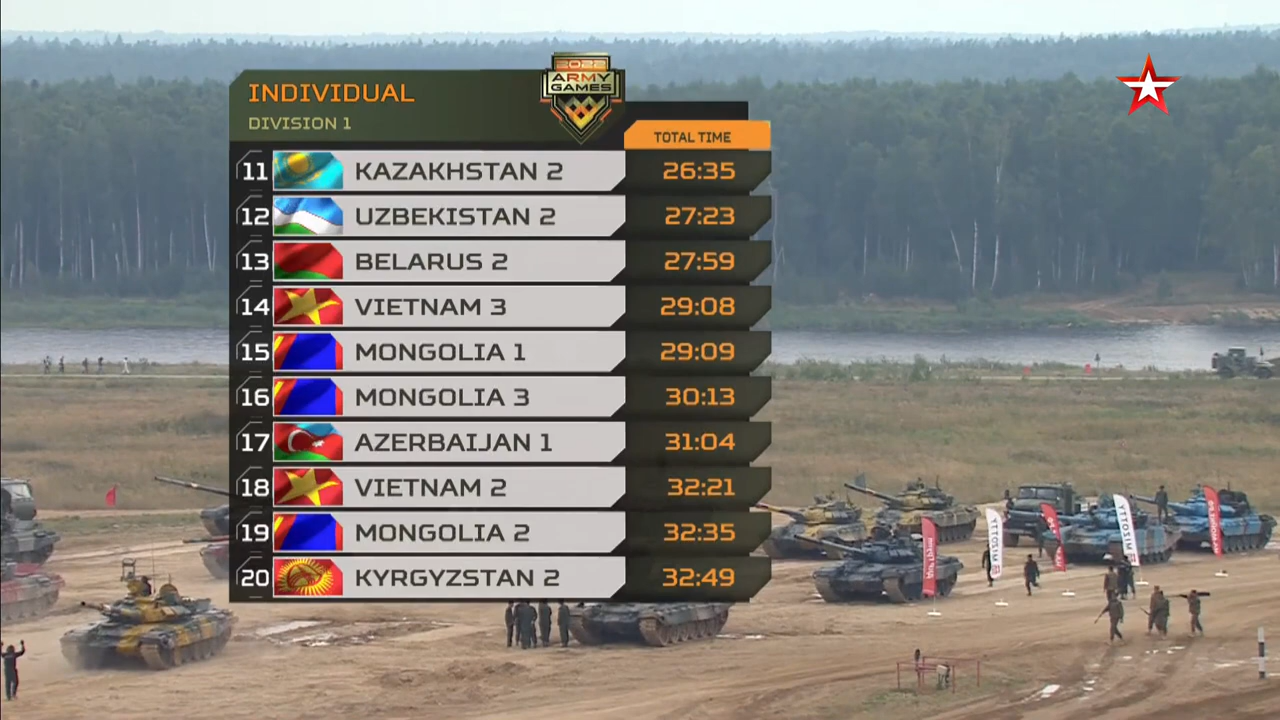 INDIVIDUAL
DIVISION 1
2022
ARMY
GAMES
TOTAL TIME
11 KAZAKHSTAN 2 26:35
12 UZBEKISTAN 2 27:23
13 BELARUS 2 27:59
14 VIETNAM 3 29:08
15 MONGOLIA 1 29:09
16 MONGOLIA 3 30:13
17 AZERBAIJAN 1 31:04
18 VIETNAM 2 32:21
19 MONGOLIA 2 32:35
20 KYRGYZSTAN 2 32:49